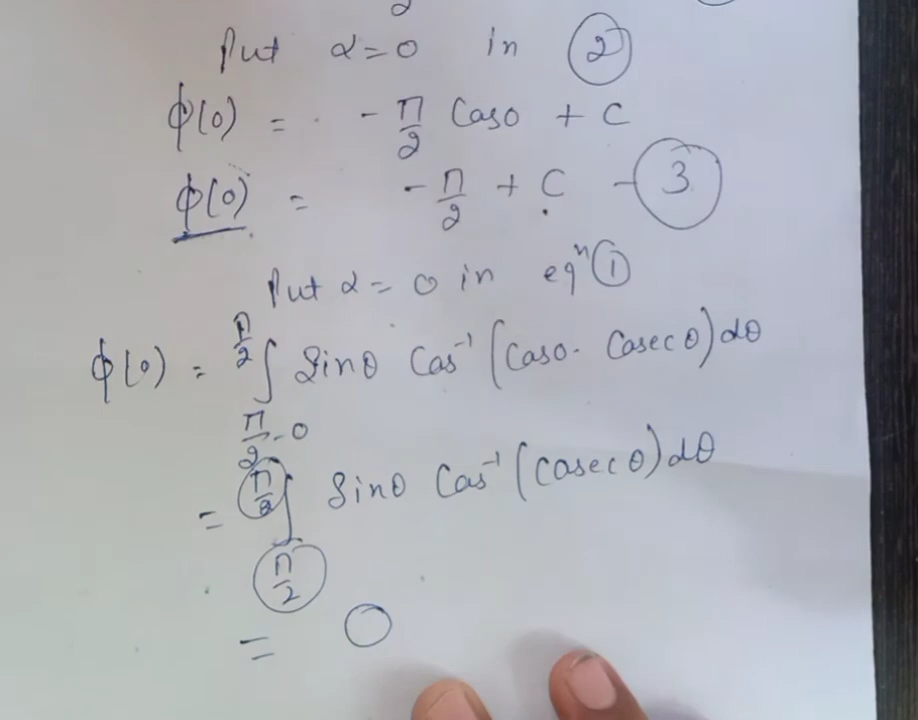 Put α=0 in ②
ϕ(0) = - π/2 Cos0 + C
ϕ(0) = - π/2 + C - ③
Put α = 0 in eqⁿ ①
ϕ(0) = π/2 ∫ π/2-0 Sinθ Cos⁻¹ (Cos0. Cosecθ) dθ
= π/2 ∫ π/2 Sinθ Cos⁻¹ (Cosecθ) dθ
= 0